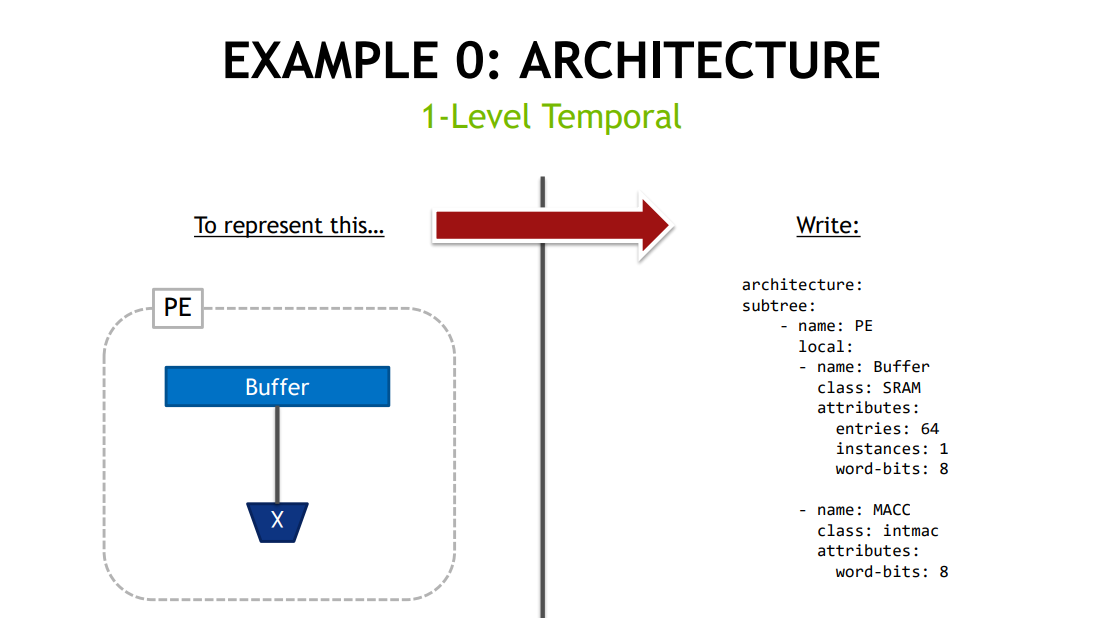 EXAMPLE 0: ARCHITECTURE
1-Level Temporal
To represent this…
PE
Buffer
X
Write:
architecture:
subtree:
    - name: PE
      local:
      - name: Buffer
        class: SRAM
        attributes:
          entries: 64
          instances: 1
          word-bits: 8

      - name: MACC
        class: intmac
        attributes:
          word-bits: 8